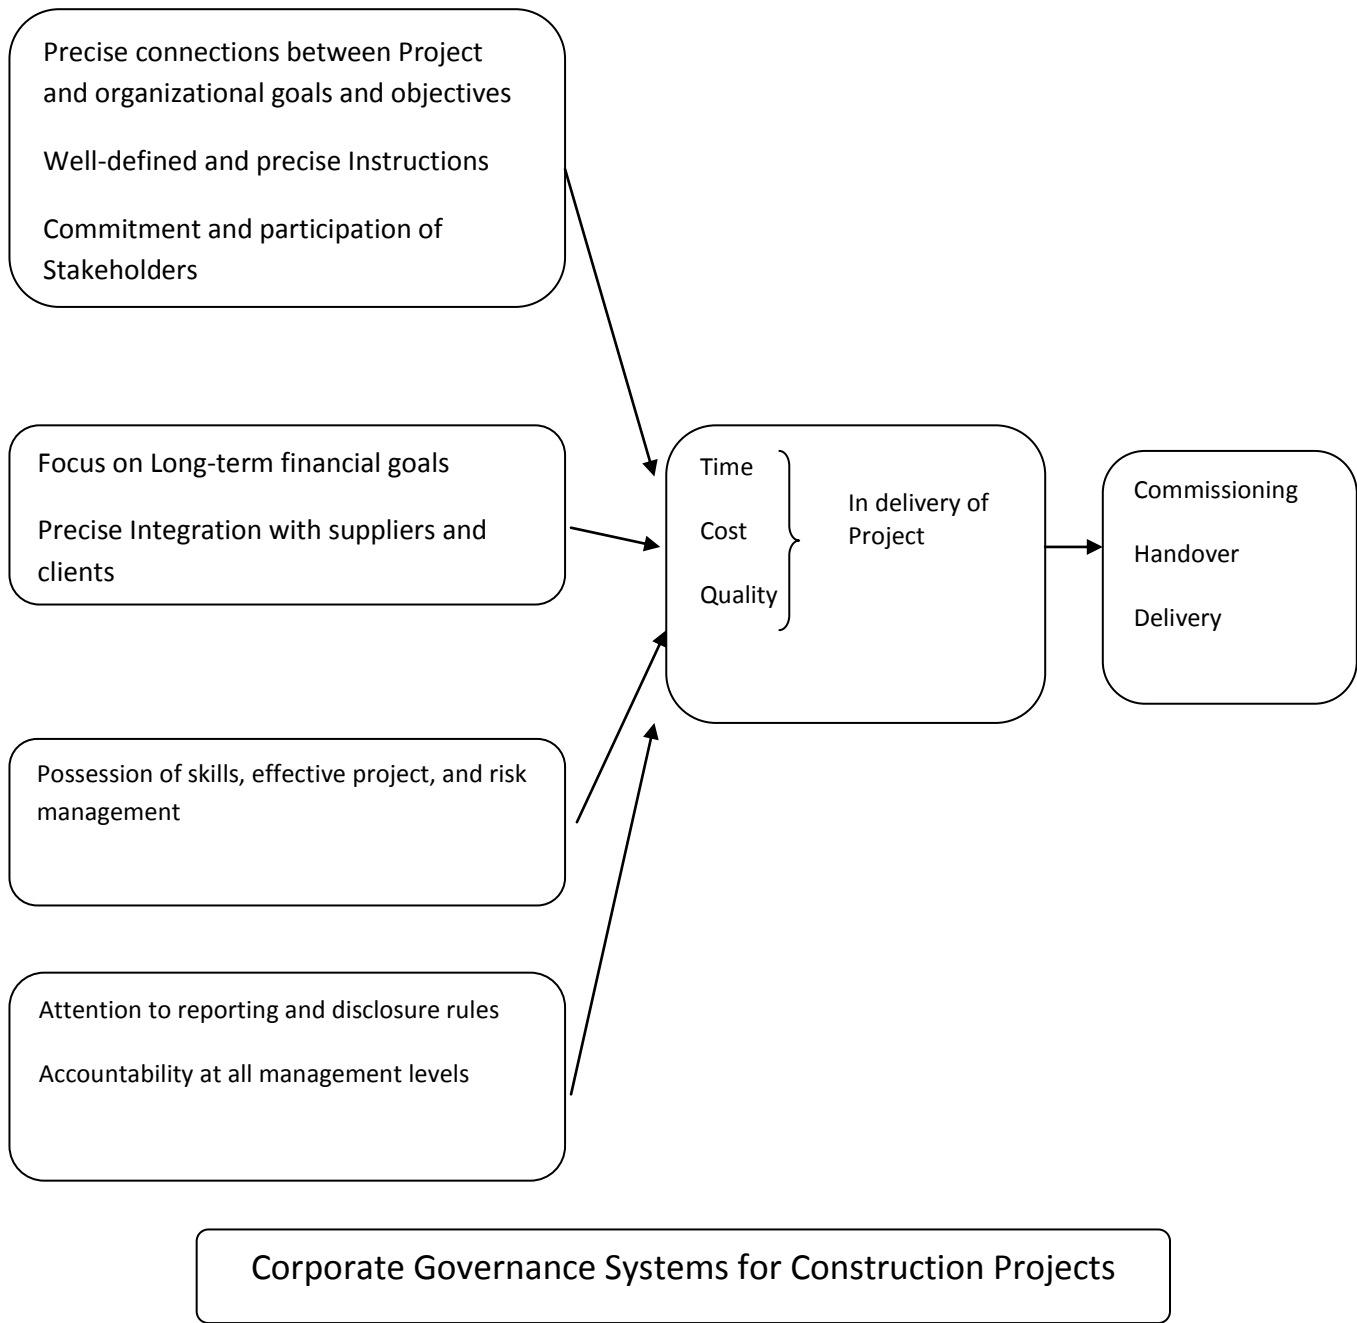 Precise connections between Project
and organizational goals and objectives
Well-defined and precise Instructions
Commitment and participation of
Stakeholders
Focus on Long-term financial goals
Precise Integration with suppliers and
clients
Possession of skills, effective project, and risk
management
Attention to reporting and disclosure rules
Accountability at all management levels
Time
Cost
Quality
In delivery of
Project
Commissioning
Handover
Delivery
Corporate Governance Systems for Construction Projects